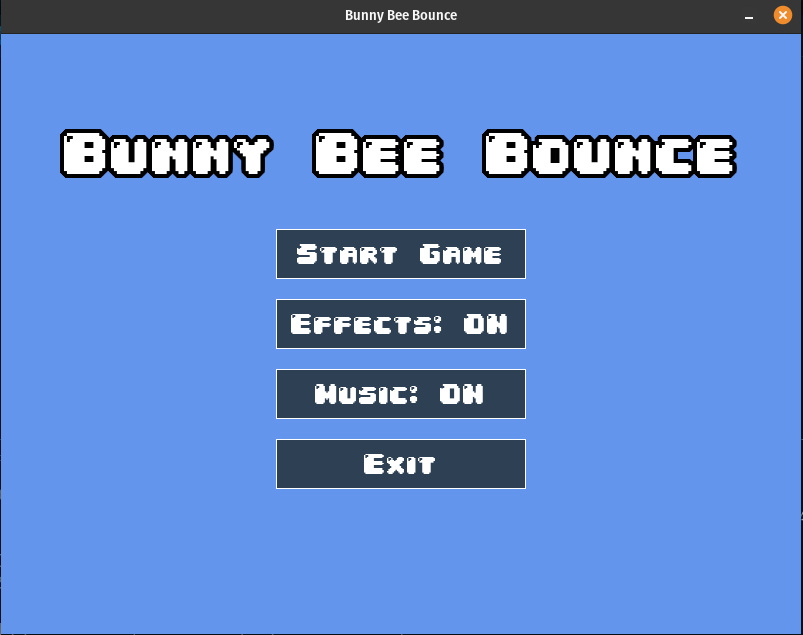 Bunny Bee Bounce
Bunny Bee Bounce
Start Game
Effects: ON
Music: ON
Exit